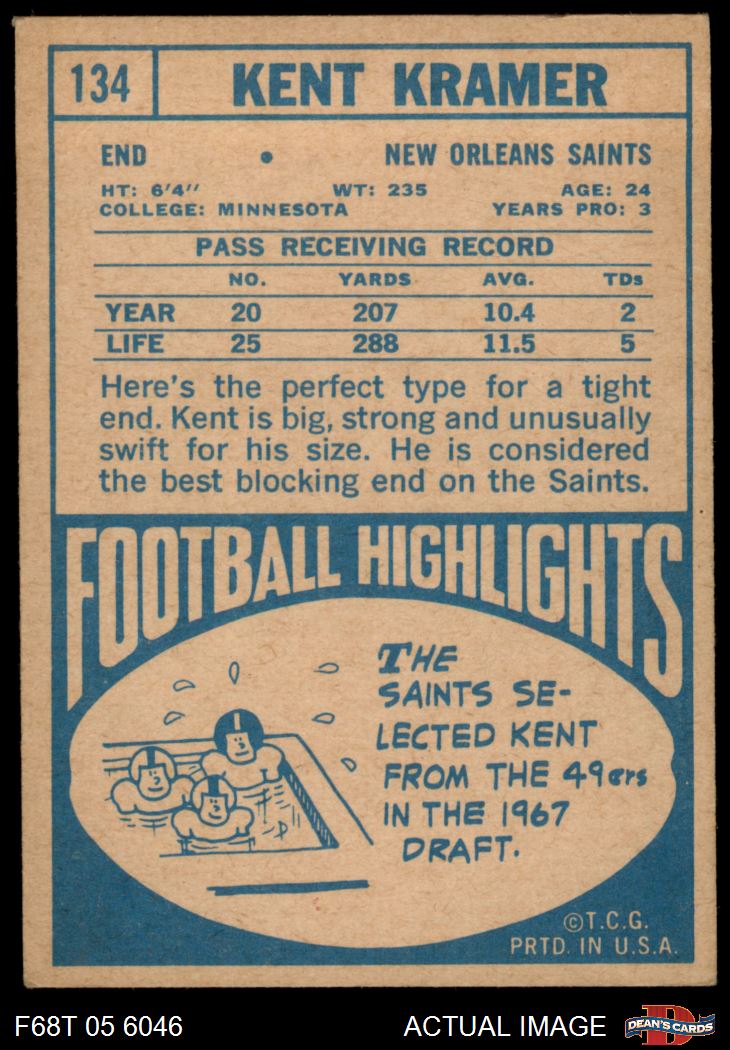 134 KENT KRAMER
END • NEW ORLEANS SAINTS
HT: 6'4" WT: 235 AGE: 24
COLLEGE: MINNESOTA YEARS PRO: 3
PASS RECEIVING RECORD
NO. YARDS AVG. TDs
YEAR 20 207 10.4 2
LIFE 25 288 11.5 5
Here's the perfect type for a tight
end. Kent is big, strong and unusually
swift for his size. He is considered
the best blocking end on the Saints.
FOOTBALL HIGHLIGHTS
THE
SAINTS SE-
LECTED KENT
FROM THE 49ers
IN THE 1967
DRAFT.
©T.C.G.
PRTD. IN U.S.A.
F68T 05 6046 ACTUAL IMAGE D DEAN'S CARDS